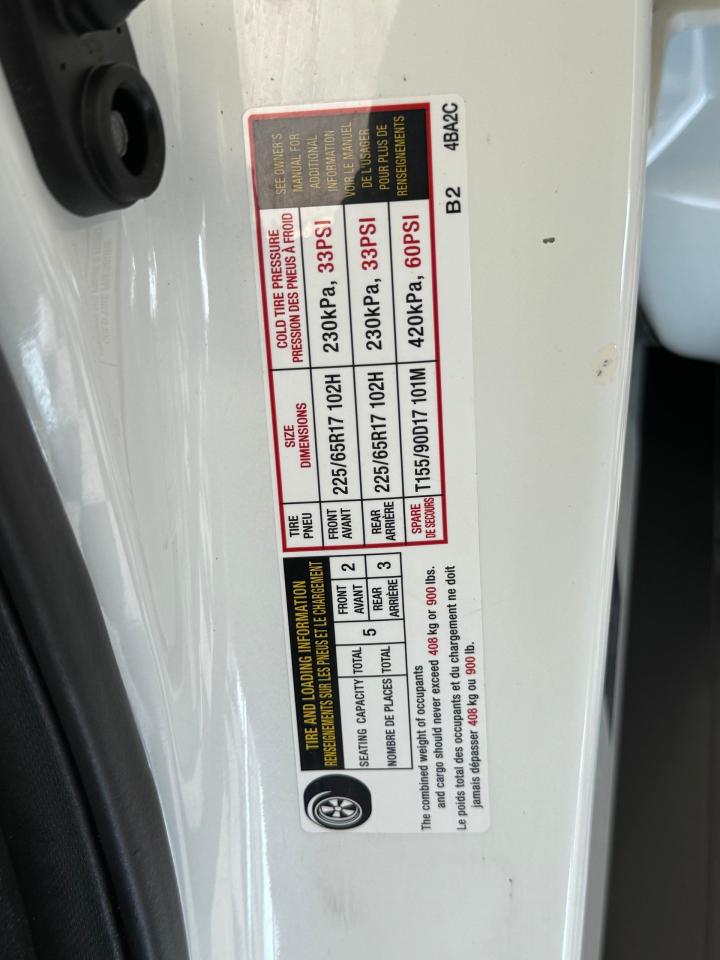 TIRE AND LOADING INFORMATION
RENSEIGNEMENTS SUR LES PNEUS ET LE CHARGEMENT
SEATING CAPACITY TOTAL 5 FRONT 2
AVANT
NOMBRE DE PLACES TOTAL REAR 3
ARRIÈRE
The combined weight of occupants
and cargo should never exceed 408 kg or 900 lbs.
Le poids total des occupants et du chargement ne doit
jamais dépasser 408 kg ou 900 lb.
TIRE
PNEU
SIZE
DIMENSIONS
COLD TIRE PRESSURE
PRESSION DES PNEUS À FROID
FRONT
AVANT
225/65R17 102H
230kPa, 33PSI
REAR
ARRIÈRE
225/65R17 102H
230kPa, 33PSI
SPARE
DE SECOURS
T155/90D17 101M
420kPa, 60PSI
SEE OWNER'S
MANUAL FOR
ADDITIONAL
INFORMATION
VOIR LE MANUEL
DE L'USAGER
POUR PLUS DE
RENSEIGNEMENTS
B2 4BA2C